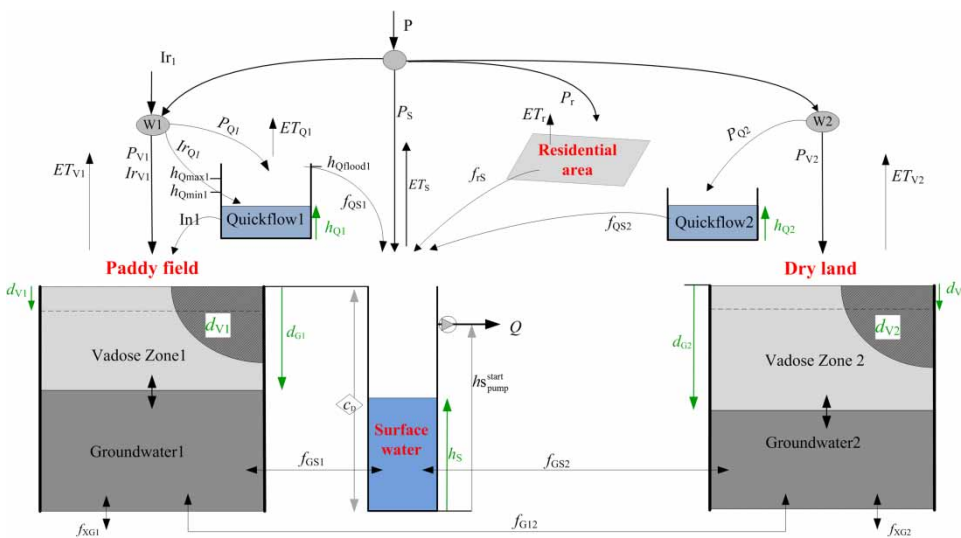 P
Ir1
W1
PQ1
ETQ1
PS
Pr
ETr
Residential
area
PQ2
W2
PV1
IrV1
IrQ1
hQmax1
hQmin1
hQflood1
ETV1
ETS
frS
fQS1
In1
Quickflow1
hQ1
fQS2
Quickflow2
hQ2
PV2
ETV2
Paddy field
Dry land
dV1
dV1
dG1
Vadose Zone1
Groundwater1
cD
Q
hS start pump
Surface
water
hS
dG2
dV
dV2
Vadose Zone 2
Groundwater2
fGS1
fGS2
fXG1
fG12
fXG2